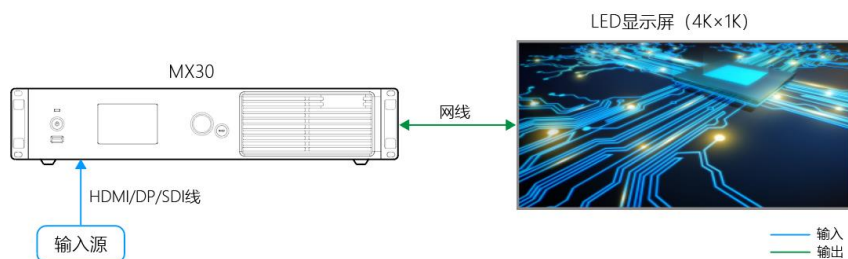 LED显示屏（4K×1K）
MX30
网线
HDMI/DP/SDI线
输入源
输入
输出